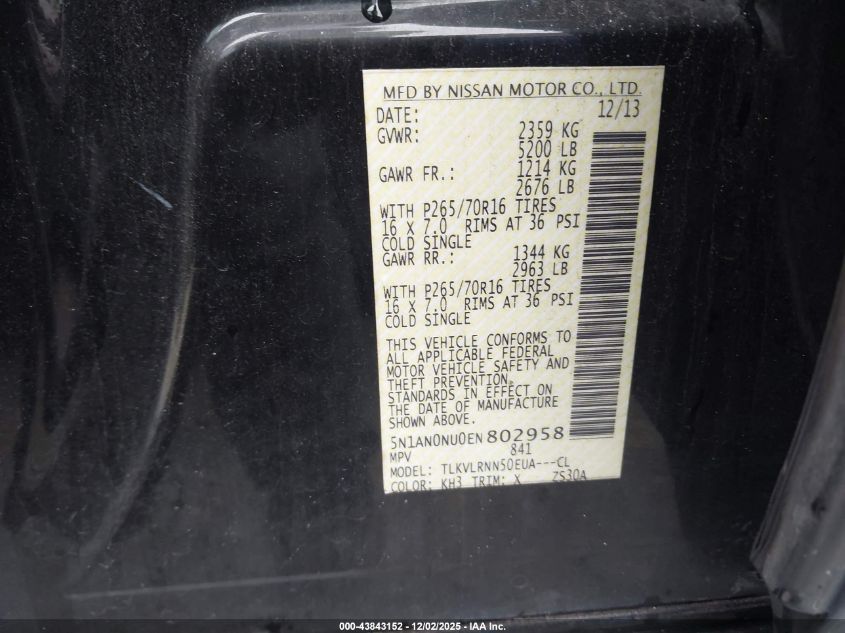 MFD BY NISSAN MOTOR CO., LTD.
DATE: 12/13
GVWR: 2359 KG
5200 LB
GAWR FR.: 1214 KG
2676 LB
WITH P265/70R16 TIRES
16 X 7.0 RIMS AT 36 PSI
COLD SINGLE
GAWR RR.: 1344 KG
2963 LB
WITH P265/70R16 TIRES
16 X 7.0 RIMS AT 36 PSI
COLD SINGLE
THIS VEHICLE CONFORMS TO
ALL APPLICABLE FEDERAL
MOTOR VEHICLE SAFETY AND
THEFT PREVENTION
STANDARDS IN EFFECT ON
THE DATE OF MANUFACTURE
SHOWN ABOVE.
5N1AN0NU0EN802958
MPV 841
MODEL: TLKVLRNN50EUA---CL
COLOR: KH3 TRIM: X ZS30A
000-43843152 - 12/02/2025 - IAA Inc.